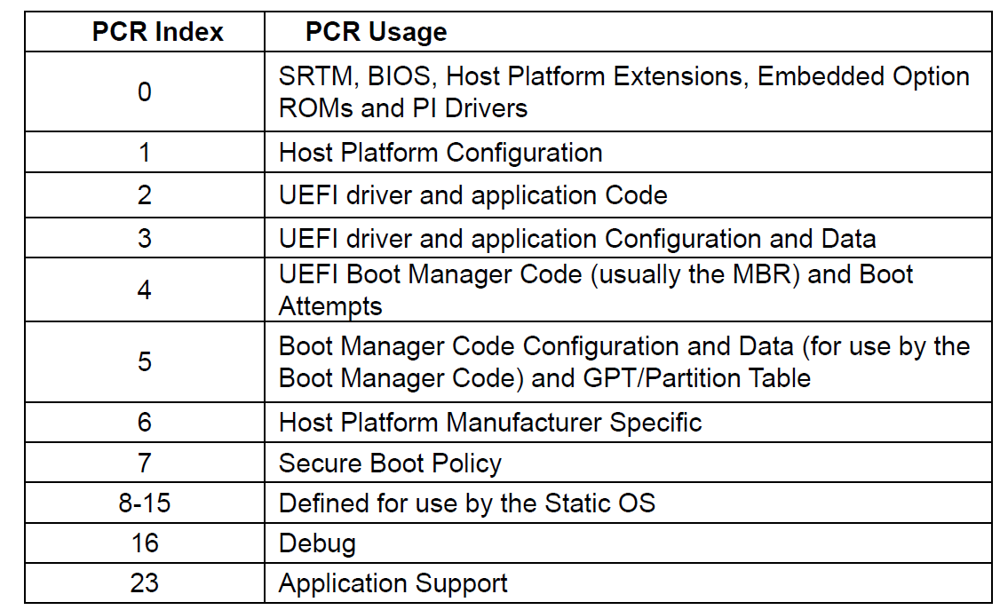 PCR Index PCR Usage
0 SRTM, BIOS, Host Platform Extensions, Embedded Option
ROMs and PI Drivers
1 Host Platform Configuration
2 UEFI driver and application Code
3 UEFI driver and application Configuration and Data
4 UEFI Boot Manager Code (usually the MBR) and Boot
Attempts
5 Boot Manager Code Configuration and Data (for use by the
Boot Manager Code) and GPT/Partition Table
6 Host Platform Manufacturer Specific
7 Secure Boot Policy
8-15 Defined for use by the Static OS
16 Debug
23 Application Support